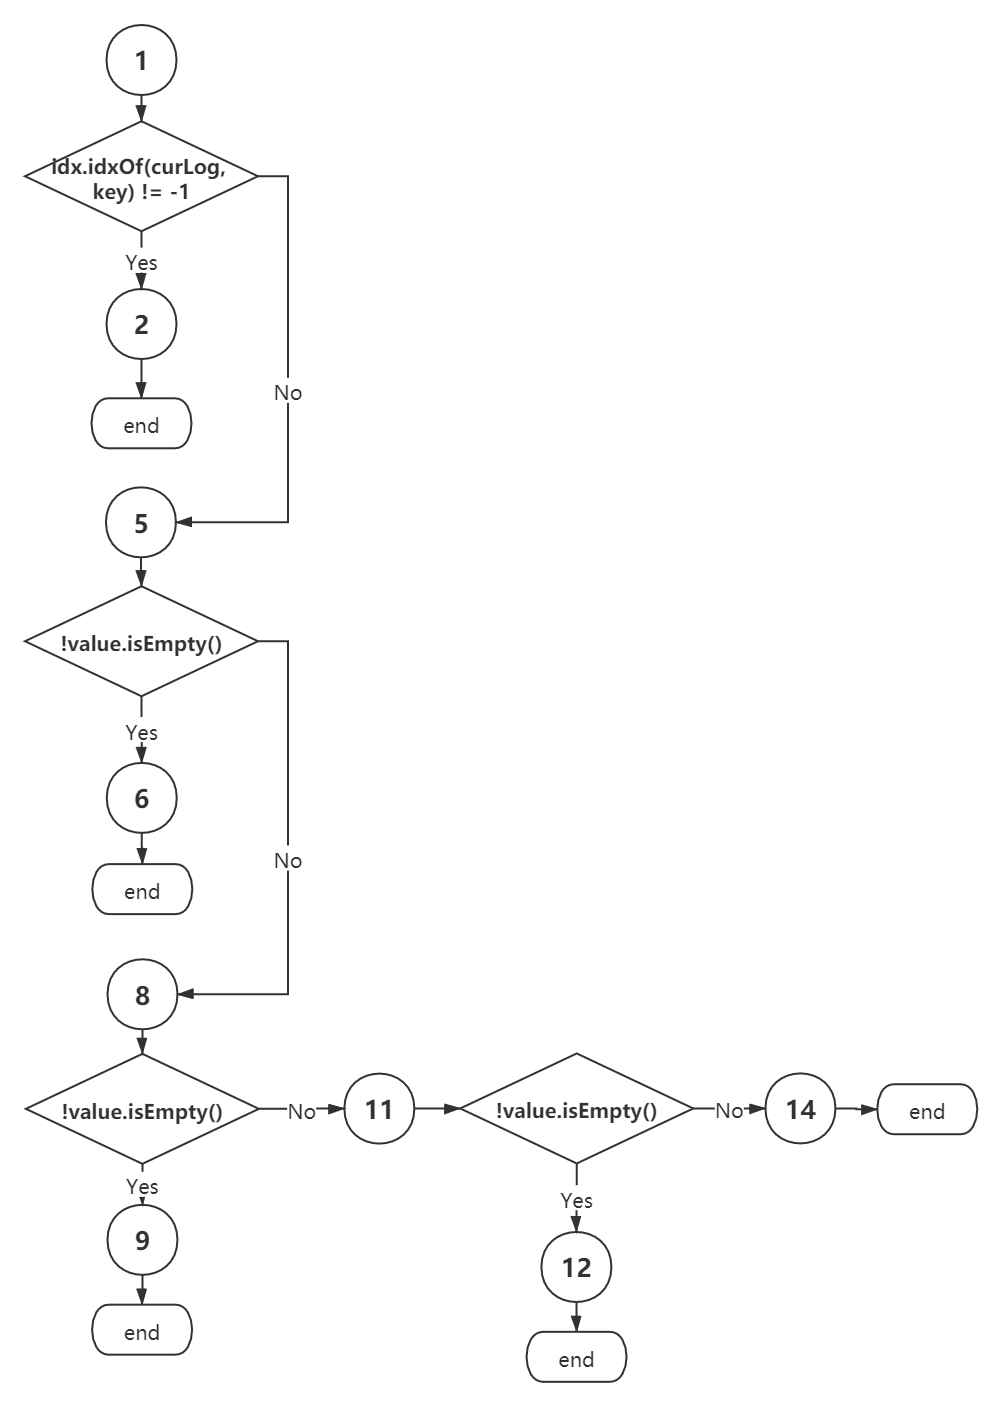 1
idx.idxOf(curLog,
key) != -1
Yes
2
No
end
5
!value.isEmpty()
Yes
6
No
end
8
!value.isEmpty()
No
11
!value.isEmpty()
No
14
end
Yes
9
end
Yes
12
end